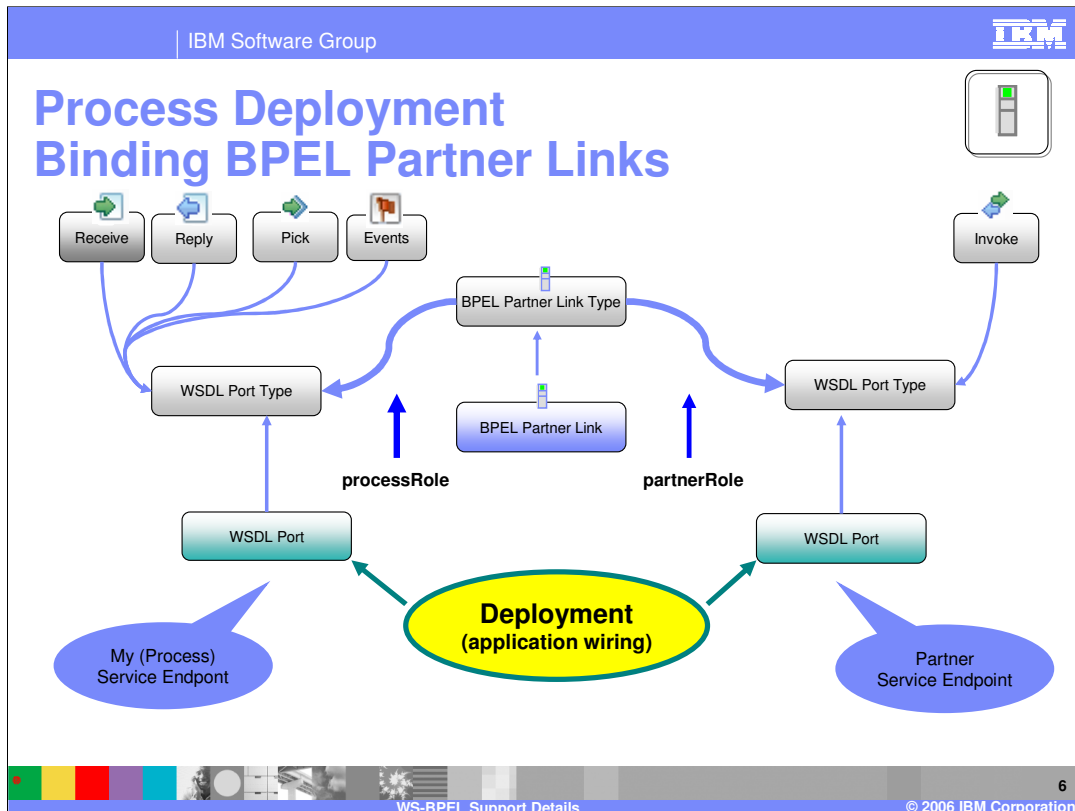 IBM Software Group
IBM
Process Deployment
Binding BPEL Partner Links
Receive
Reply
Pick
Events
Invoke
BPEL Partner Link Type
WSDL Port Type
WSDL Port Type
BPEL Partner Link
processRole
partnerRole
WSDL Port
WSDL Port
Deployment
(application wiring)
My (Process)
Service Endpont
Partner
Service Endpoint
6
WS-BPEL Support Details
© 2006 IBM Corporation